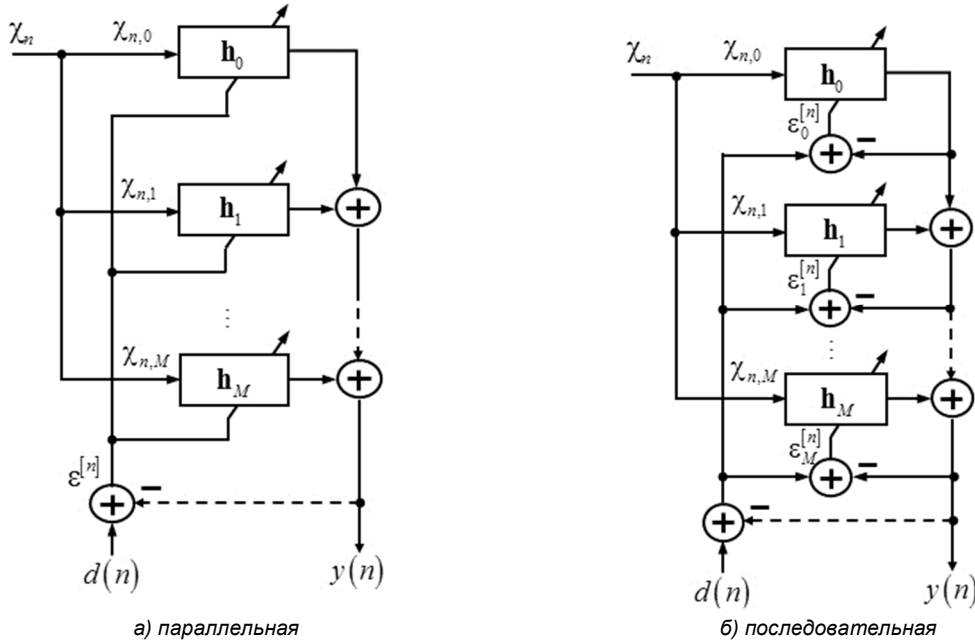 χn
χn,0
h0
χn,1
h1
⋮
χn,M
hM
ε[n]
−
d(n)
y(n)
а) параллельная
χn
χn,0
h0
ε0[n]
−
χn,1
h1
ε1[n]
−
⋮
χn,M
hM
εM[n]
−
−
d(n)
y(n)
б) последовательная